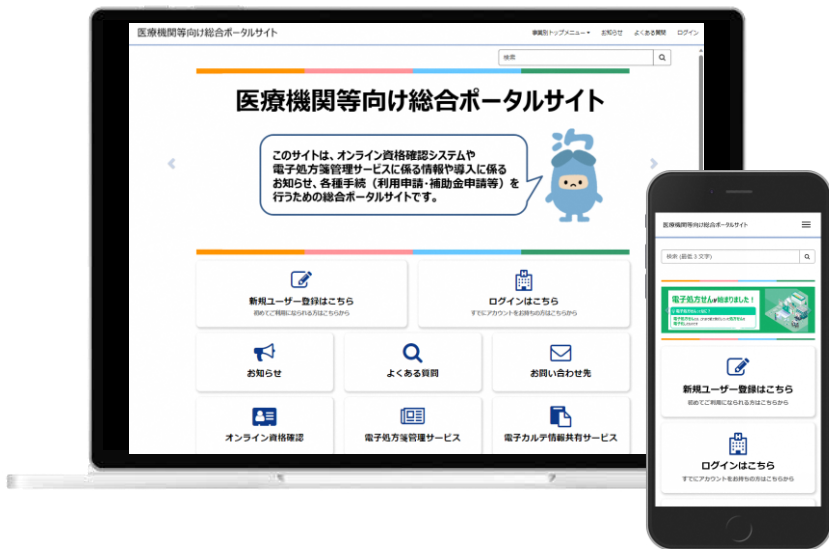 医療機関等向け総合ポータルサイト
事業別トップメニュー お知らせ よくある質問 ログイン
検索
医療機関等向け総合ポータルサイト
このサイトは、オンライン資格確認システムや
電子処方箋管理サービスに係る情報や導入に係る
お知らせ、各種手続（利用申請・補助金申請等）を
行うための総合ポータルサイトです。
新規ユーザー登録はこちら
初めてご利用になられる方はこちらから
ログインはこちら
すでにアカウントをお持ちの方はこちらから
お知らせ
よくある質問
お問い合わせ先
オンライン資格確認
電子処方箋管理サービス
電子カルテ情報共有サービス
医療機関等向け総合ポータルサイト
検索 (最低 3 文字)
電子処方せんが始まりました！
新規ユーザー登録はこちら
初めてご利用になられる方はこちらから
ログインはこちら
すでにアカウントをお持ちの方はこちらから